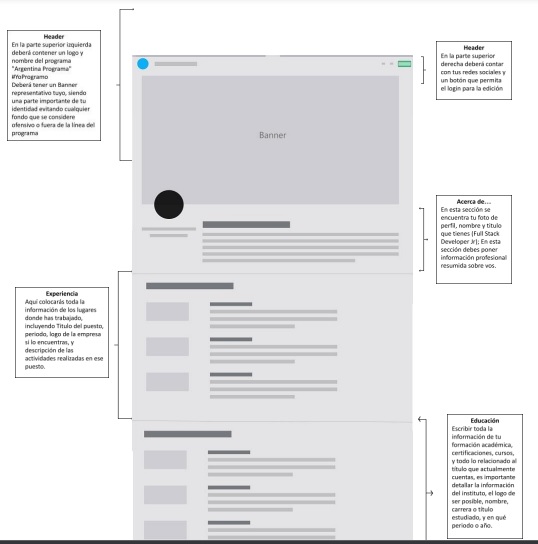 Header
En la parte superior izquierda
deberá contener un logo y
nombre del programa
"Argentina Programa"
#YoProgramo
Deberá tener un Banner
representativo tuyo, siendo
una parte importante de tu
identidad evitando cualquier
fondo que se considere
ofensivo o fuera de la línea del
programa
Header
En la parte superior
derecha deberá contar
con tus redes sociales y
un botón que permita
el login para la edición
Banner
Acerca de...
En esta sección se
encuentra tu foto de
perfil, nombre y título
que tienes (Full Stack
Developer Jr); En esta
sección debes poner
información profesional
resumida sobre vos.
Experiencia
Aquí colocarás toda la
información de los lugares
donde has trabajado,
incluyendo Titulo del puesto,
periodo, logo de la empresa
si lo encuentras, y
descripción de las
actividades realizadas en ese
puesto.
Educación
Escribir toda la
información de tu
formación académica,
certificaciones, cursos,
y todo lo relacionado al
título que actualmente
cuentas, es importante
detallar la información
del instituto, el logo de
ser posible, nombre,
carrera o título
estudiado, y en qué
período o año.